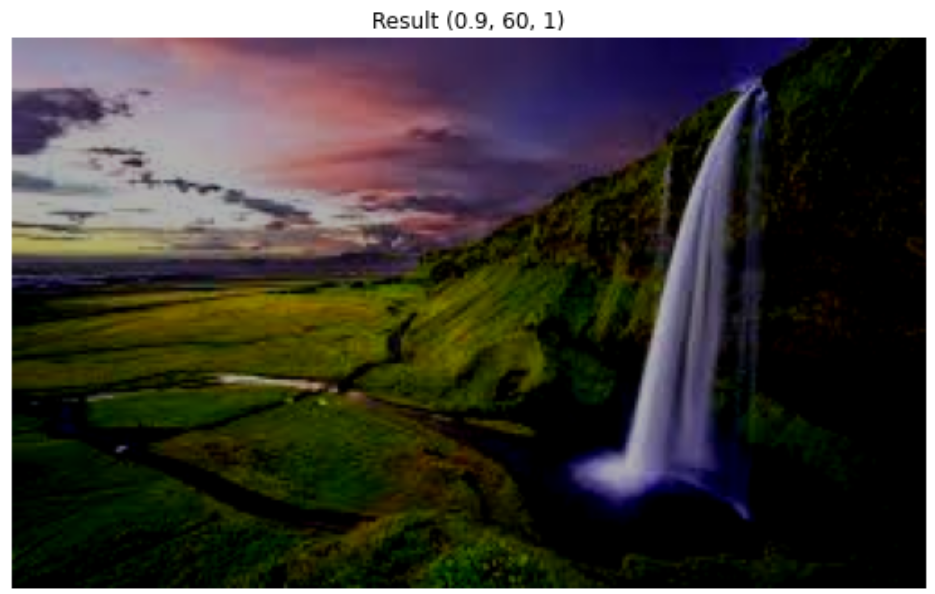 Result (0.9, 60, 1)